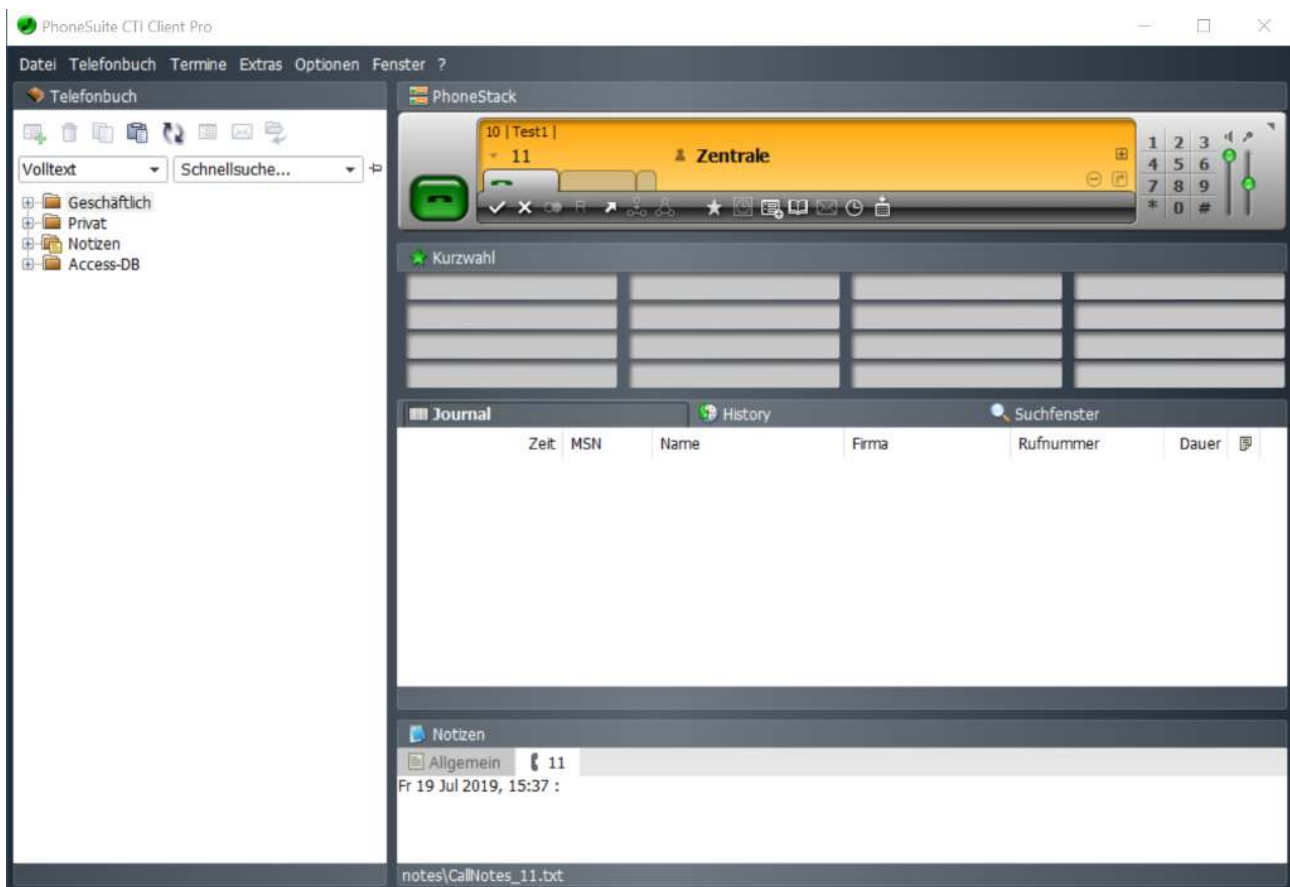 PhoneSuite CTI Client Pro
Datei Telefonbuch Termine Extras Optionen Fenster ?
Telefonbuch
Volltext Schnellsuche...
Geschäftlich
Privat
Notizen
Access-DB
PhoneStack
10 | Test1 |
11 Zentrale
R
1 2 3
4 5 6
7 8 9
* 0 #
Kurzwahl
Journal History Suchfenster
Zeit MSN Name Firma Rufnummer Dauer
Notizen
Allgemein 11
Fr 19 Jul 2019, 15:37 :
notes\CallNotes_11.txt